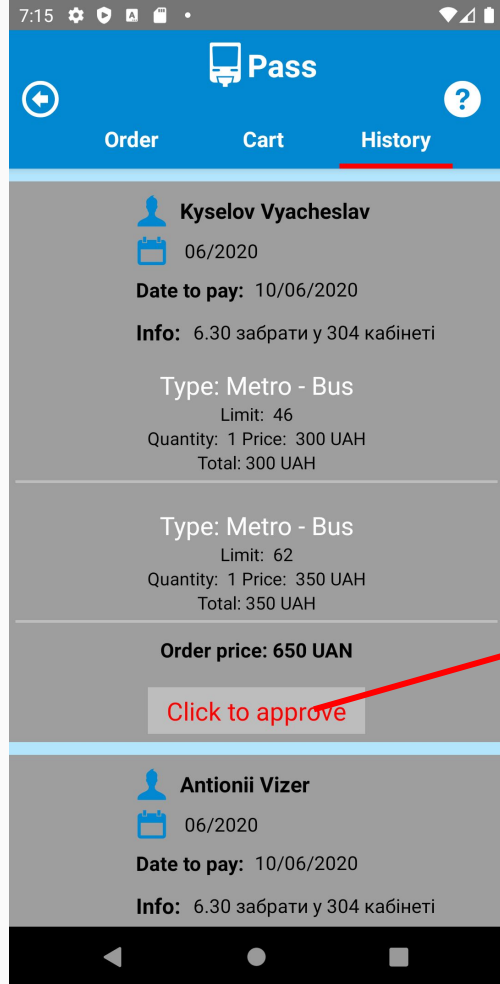 7:15
Pass
?
Order Cart History
Kyselov Vyacheslav
06/2020
Date to pay: 10/06/2020
Info: 6.30 забрати у 304 кабінеті
Type: Metro - Bus
Limit: 46
Quantity: 1 Price: 300 UAH
Total: 300 UAH
Type: Metro - Bus
Limit: 62
Quantity: 1 Price: 350 UAH
Total: 350 UAH
Order price: 650 UAN
Click to approve
Antionii Vizer
06/2020
Date to pay: 10/06/2020
Info: 6.30 забрати у 304 кабінеті